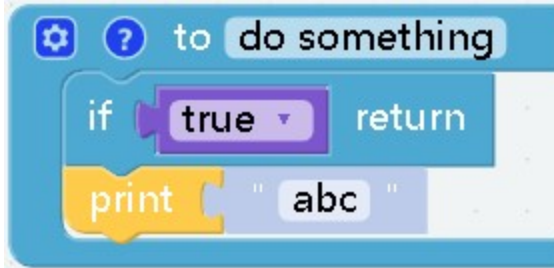 ? to do something
if true return
print " abc "